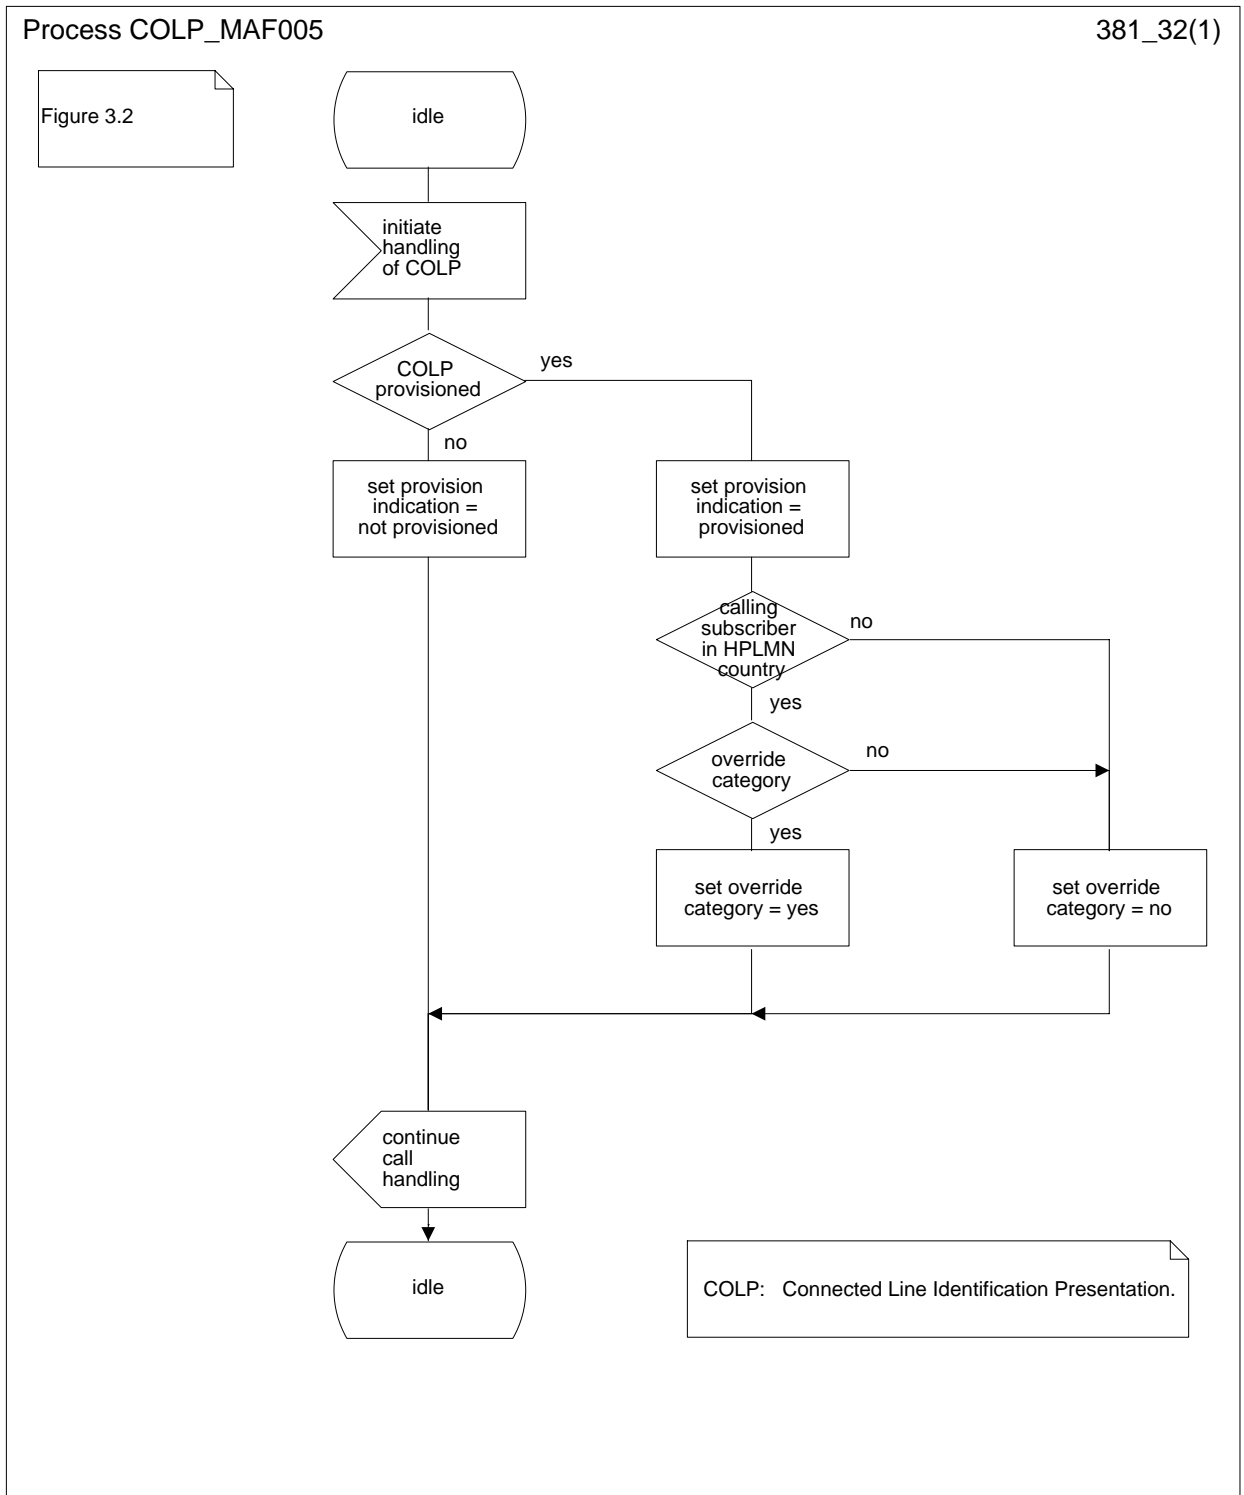 Process COLP_MAF005
381_32(1)
Figure 3.2
idle
initiate
handling
of COLP
COLP
provisioned
yes
no
set provision
indication =
not provisioned
set provision
indication =
provisioned
calling
subscriber
in HPLMN
country
no
yes
override
category
no
yes
set override
category = yes
set override
category = no
continue
call
handling
idle
COLP: Connected Line Identification Presentation.